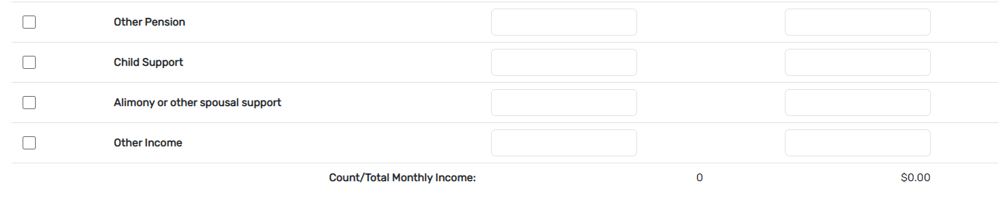 Other Pension
Child Support
Alimony or other spousal support
Other Income
Count/Total Monthly Income: 0 $0.00